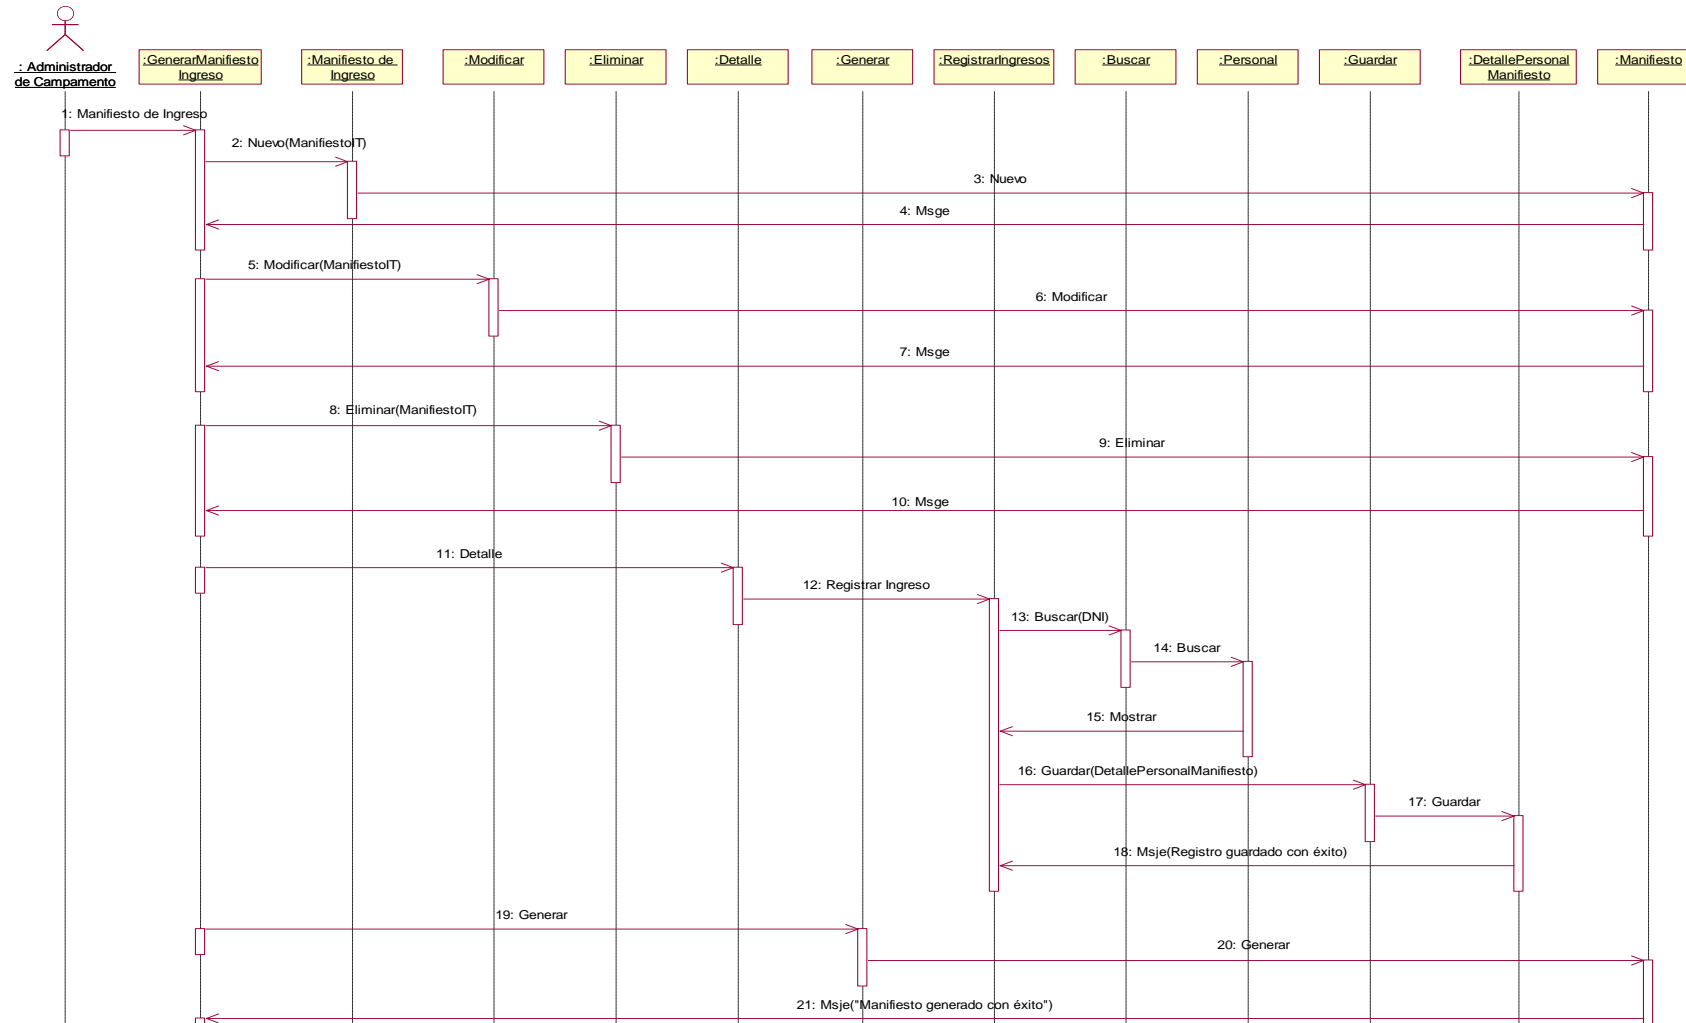 : Administrador
de Campamento
:GenerarManifiesto
Ingreso
:Manifiesto de
Ingreso
:Modificar
:Eliminar
:Detalle
:Generar
:RegistrarIngresos
:Buscar
:Personal
:Guardar
:DetallePersonal
Manifiesto
:Manifiesto
1: Manifiesto de Ingreso
2: Nuevo(ManifiestoIT)
3: Nuevo
4: Msge
5: Modificar(ManifiestoIT)
6: Modificar
7: Msge
8: Eliminar(ManifiestoIT)
9: Eliminar
10: Msge
11: Detalle
12: Registrar Ingreso
13: Buscar(DNI)
14: Buscar
15: Mostrar
16: Guardar(DetallePersonalManifiesto)
17: Guardar
18: Msje(Registro guardado con éxito)
19: Generar
20: Generar
21: Msje("Manifiesto generado con éxito")